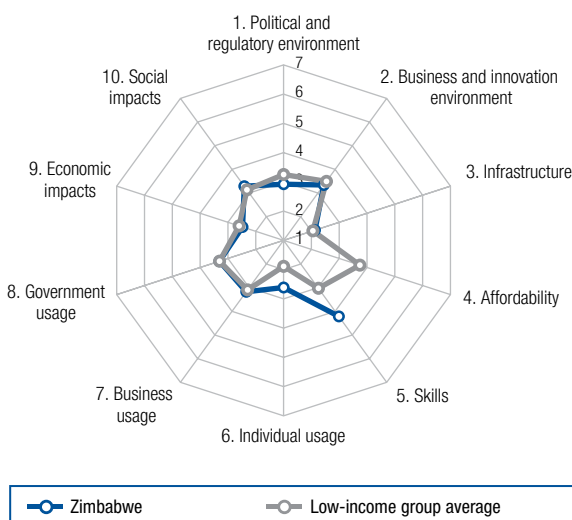 1. Political and
regulatory environment
2. Business and innovation
environment
3. Infrastructure
4. Affordability
5. Skills
6. Individual usage
7. Business
usage
8. Government
usage
9. Economic
impacts
10. Social
impacts
7
6
5
4
3
2
1
Zimbabwe
Low-income group average